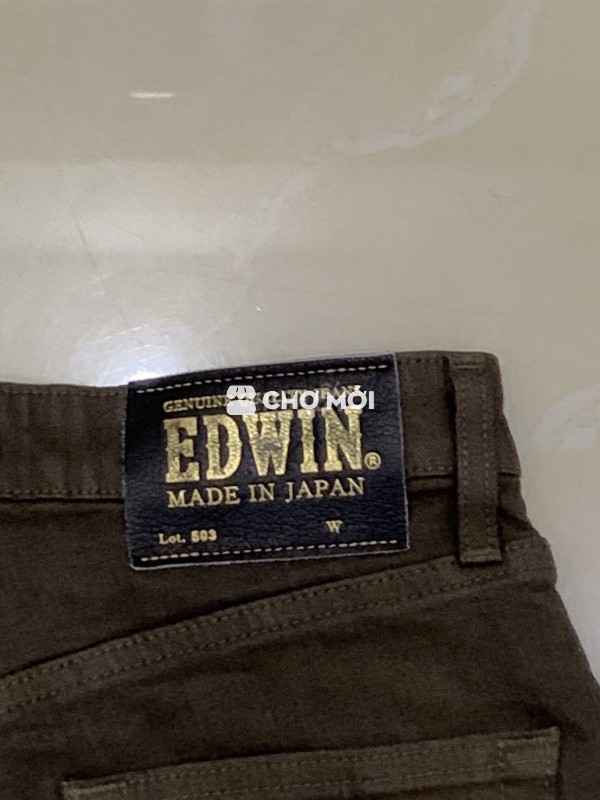 GENUINE
CHỢ MỚI
EDWIN®
MADE IN JAPAN
Lot. 503 W